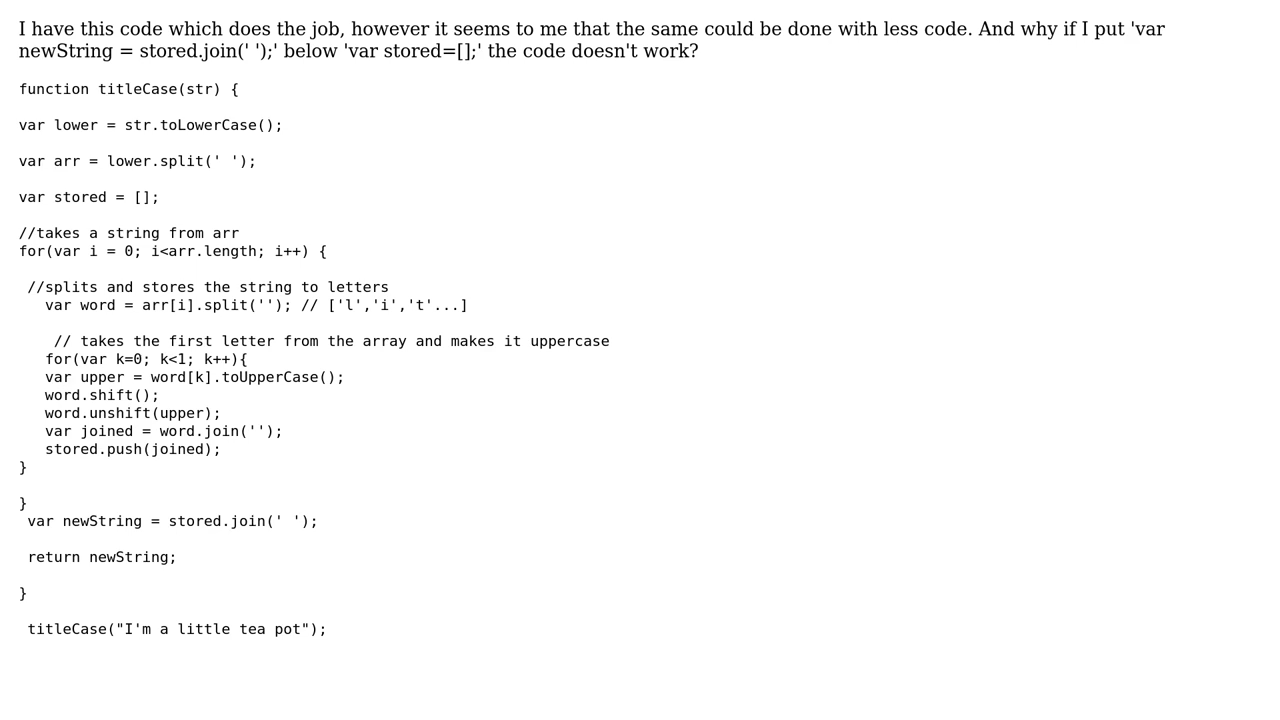 I have this code which does the job, however it seems to me that the same could be done with less code. And why if I put 'var
newString = stored.join(' ');' below 'var stored=[];' the code doesn't work?
function titleCase(str) {
var lower = str.toLowerCase();
var arr = lower.split(' ');
var stored = [];
//takes a string from arr
for(var i = 0; i<arr.length; i++) {
//splits and stores the string to letters
var word = arr[i].split(''); // ['l','i','t'...]
// takes the first letter from the array and makes it uppercase
for(var k=0; k<1; k++){
var upper = word[k].toUpperCase();
word.shift();
word.unshift(upper);
var joined = word.join('');
stored.push(joined);
}
}
var newString = stored.join(' ');
return newString;
}
titleCase("I'm a little tea pot");